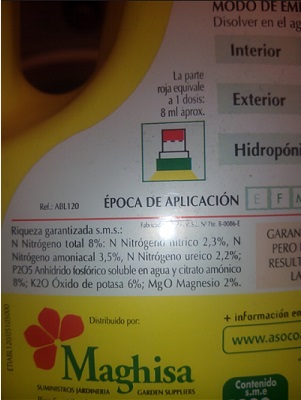 MODO DE EM
Disolver en el ag
La parte
roja equivale
a 1 dosis:
8 ml aprox.
Interior
Exterior
Hidropóni
Ref.: ABL120
ÉPOCA DE APLICACIÓN
E F M
Riqueza garantizada s.m.s.:
N Nitrógeno total 8%: N Nitrógeno nítrico 2,3%, N
Nitrógeno amoniacal 3,5%, N Nitrógeno ureico 2,2%;
P2O5 Anhídrido fosfórico soluble en agua y citrato amónico
8%; K2O Óxido de potasa 6%; MgO Magnesio 2%.
GARAN
PERO
RESULT
LA
Distribuido por:
Maghisa
SUMINISTROS JARDINERIA GARDEN SUPPLIERS
+ información en
www.asoco
Contenido
s.m.e